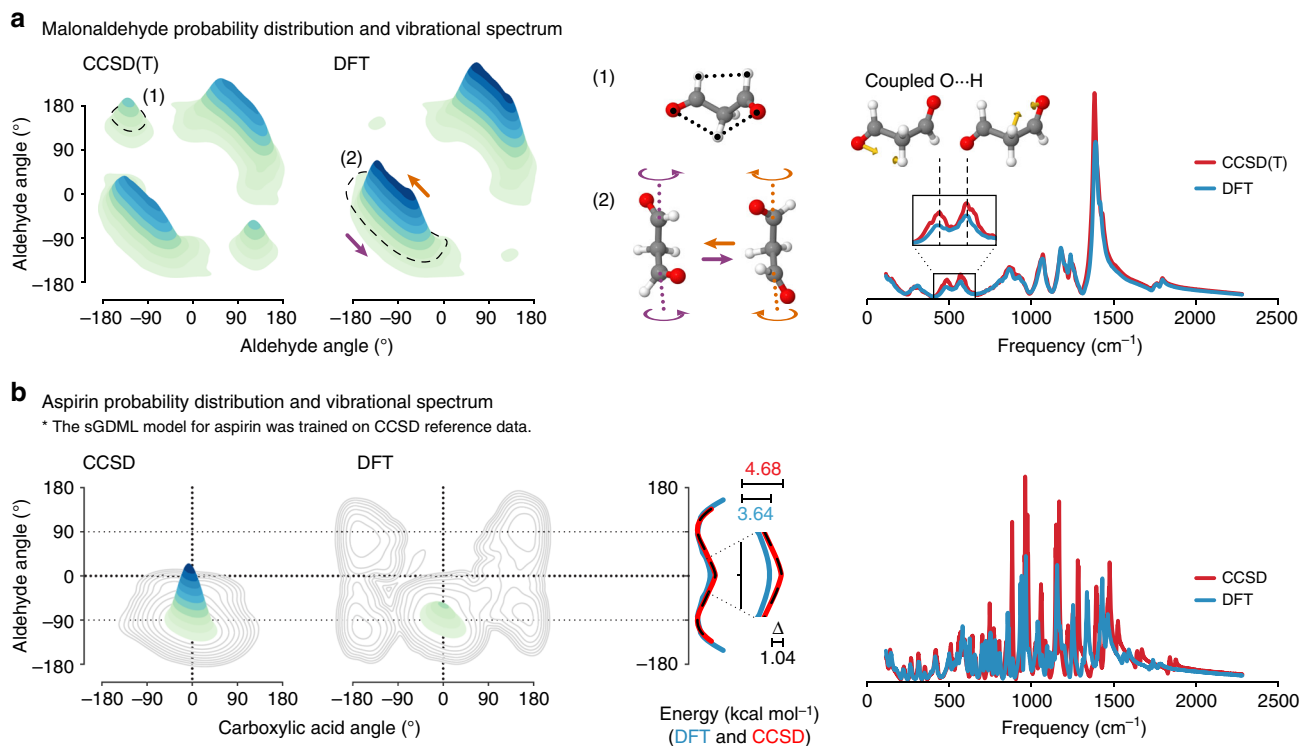 a
Malonaldehyde probability distribution and vibrational spectrum
CCSD(T)
DFT
(1)
(2)
180
90
0
−90
−180
Aldehyde angle (°)
−180
−90
0
90
180
−180
−90
0
90
180
Aldehyde angle (°)
(1)
(2)
Coupled O···H
CCSD(T)
DFT
0
500
1000
1500
2000
2500
Frequency (cm⁻¹)
b
Aspirin probability distribution and vibrational spectrum
* The sGDML model for aspirin was trained on CCSD reference data.
CCSD
DFT
180
90
0
−90
−180
Aldehyde angle (°)
−180
−90
0
90
180
−180
−90
0
90
180
Carboxylic acid angle (°)
180
−180
4.68
3.64
Δ
1.04
Energy (kcal mol⁻¹)
(DFT and CCSD)
CCSD
DFT
0
500
1000
1500
2000
2500
Frequency (cm⁻¹)